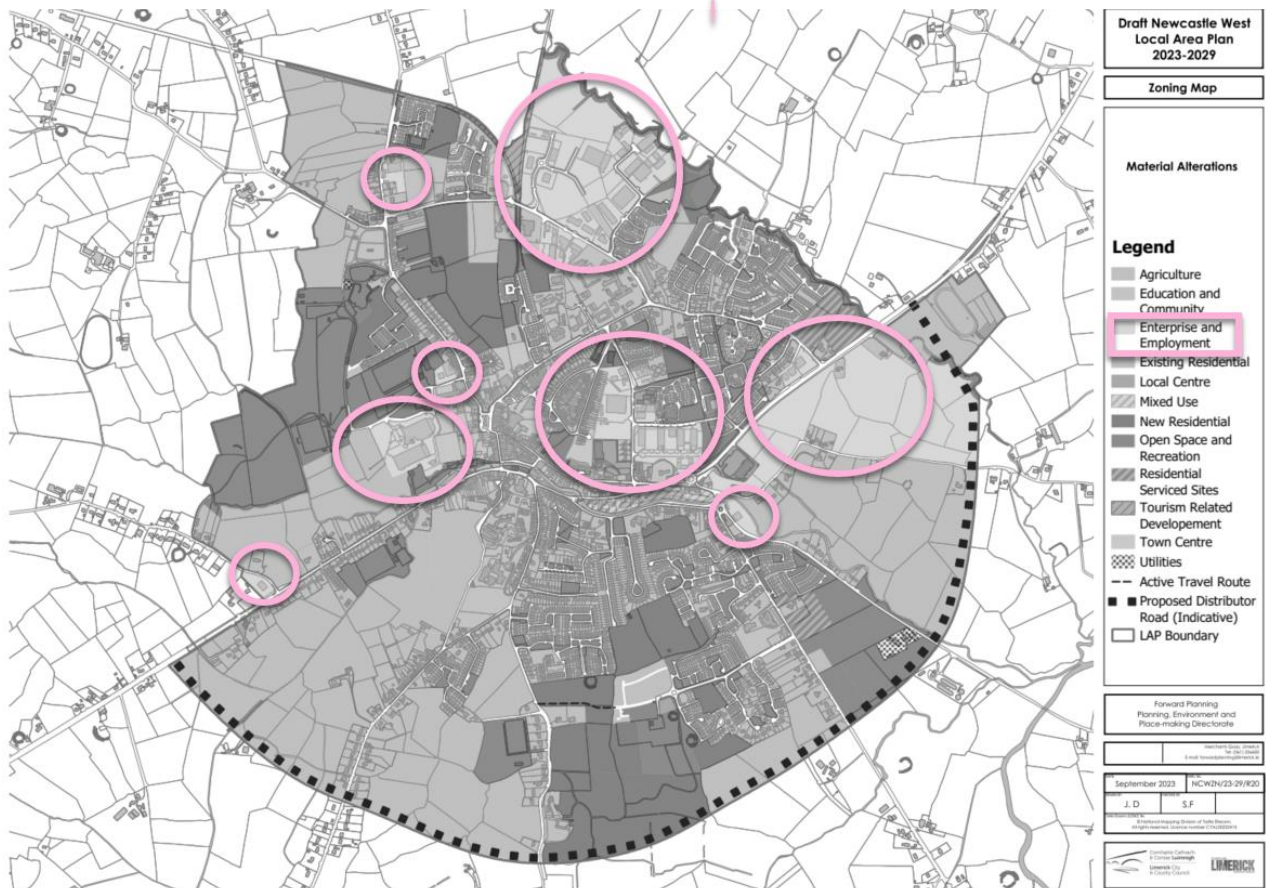 Draft Newcastle West
Local Area Plan
2023-2029
Zoning Map
Material Alterations
Legend
Agriculture
Education and
Community
Enterprise and
Employment
Existing Residential
Local Centre
Mixed Use
New Residential
Open Space and
Recreation
Residential
Serviced Sites
Tourism Related
Developement
Town Centre
Utilities
Active Travel Route
Proposed Distributor
Road (Indicative)
LAP Boundary
Forward Planning
Planning, Environment and
Place-making Directorate
September 2023
NCWZN/23-29/R20
J. D
S.F
Limerick City
& County Council
LIMERICK